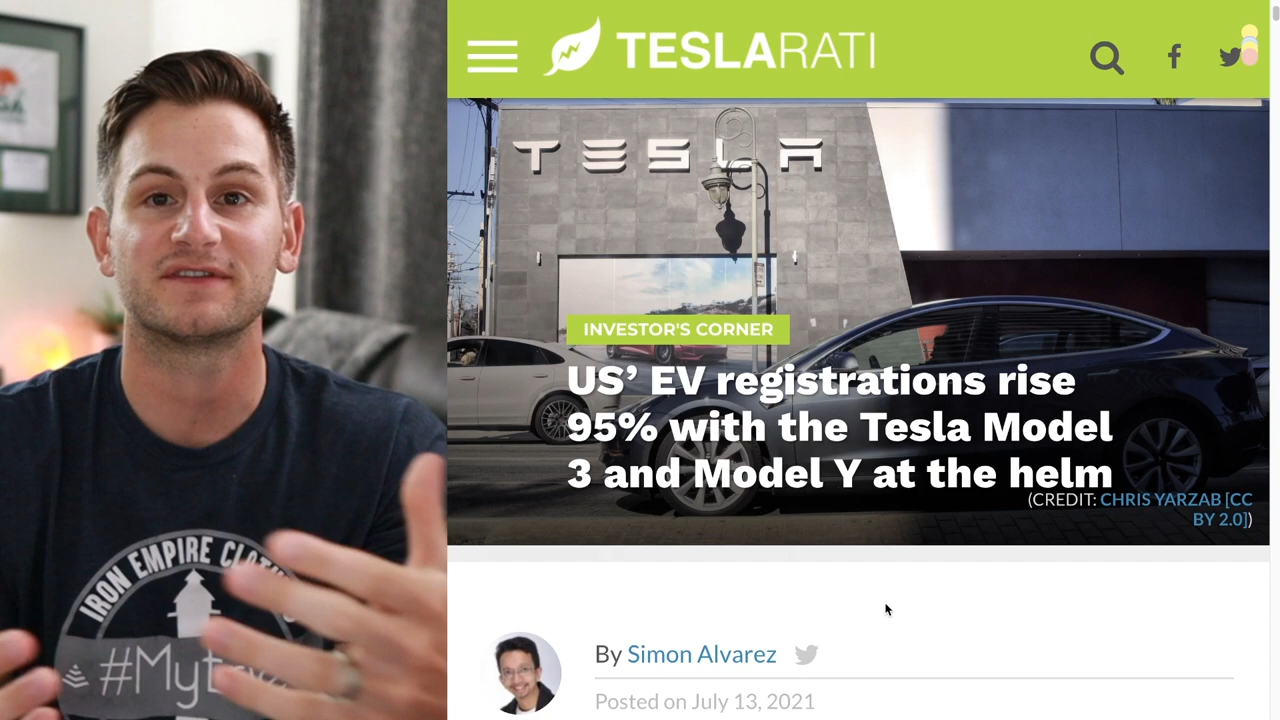 TESLARATI
TESLA
INVESTOR'S CORNER
US’ EV registrations rise
95% with the Tesla Model
3 and Model Y at the helm
(CREDIT: CHRIS YARZAB [CC
BY 2.0])
By Simon Alvarez
Posted on July 13, 2021
IRON EMPIRE